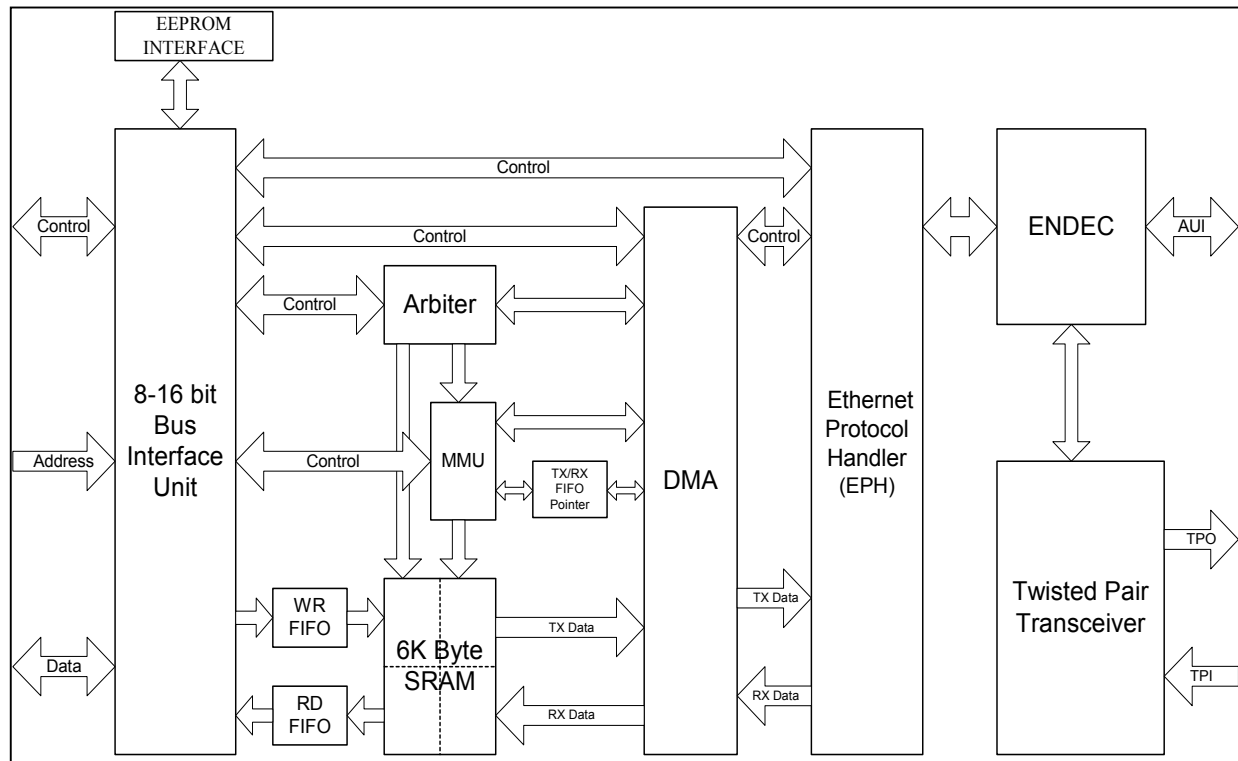 EEPROM
INTERFACE
Control
Control
Control
Control
ENDEC
AUI
Control
Arbiter
8-16 bit
Bus
Interface
Unit
Address
Control
MMU
TX/RX
FIFO
Pointer
DMA
Ethernet
Protocol
Handler
(EPH)
TPO
WR
FIFO
6K Byte
SRAM
TX Data
TX Data
Twisted Pair
Transceiver
Data
TPI
RD
FIFO
RX Data
RX Data